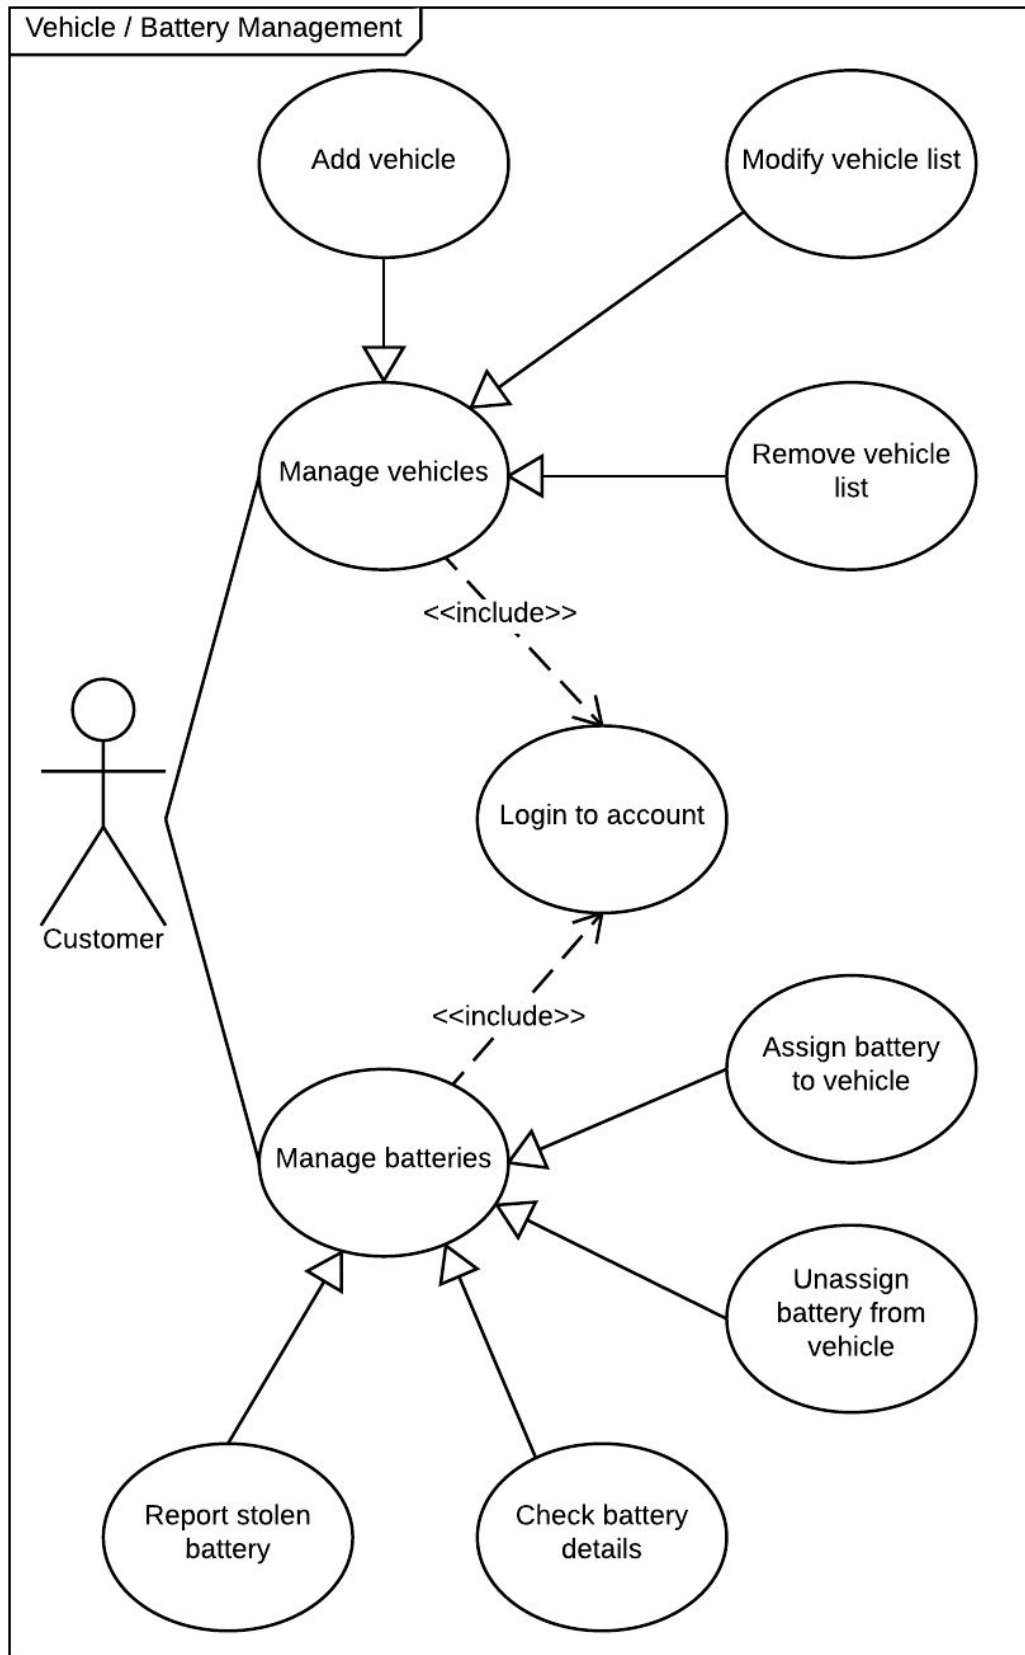 Vehicle / Battery Management
Add vehicle
Modify vehicle list
Manage vehicles
Remove vehicle
list
<<include>>
Login to account
Customer
<<include>>
Assign battery
to vehicle
Manage batteries
Unassign
battery from
vehicle
Report stolen
battery
Check battery
details